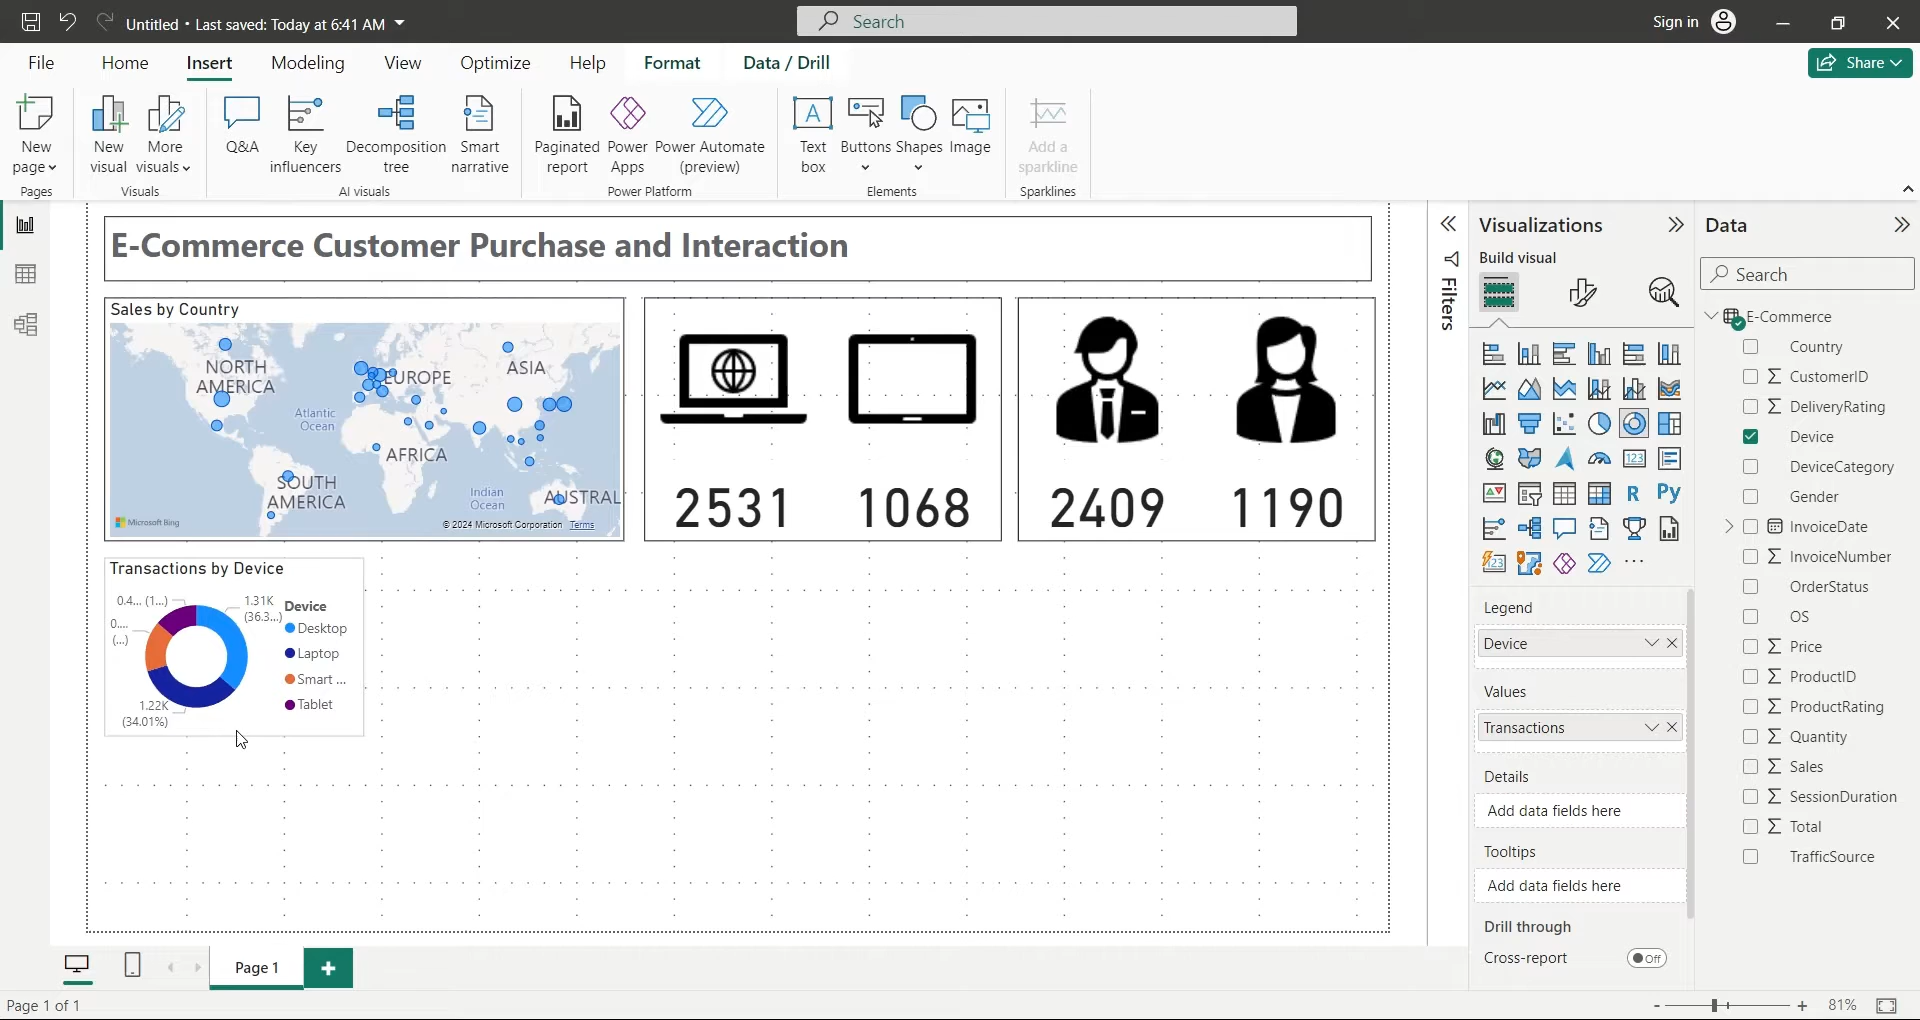 Untitled • Last saved: Today at 6:41 AM
Search
Sign in
File Home Insert Modeling View Optimize Help Format Data / Drill
Share
New page
Pages
New visual
More visuals
Visuals
Q&A
Key influencers
Decomposition tree
Smart narrative
AI visuals
Paginated report
Power Apps
Power Automate (preview)
Power Platform
Text box
Buttons
Shapes
Image
Elements
Add a sparkline
Sparklines
E-Commerce Customer Purchase and Interaction
Sales by Country
NORTH AMERICA
EUROPE
ASIA
Atlantic Ocean
AFRICA
SOUTH AMERICA
Indian Ocean
AUSTRAL
Microsoft Bing
© 2024 Microsoft Corporation Terms
2531
1068
2409
1190
Transactions by Device
0.4... (1...)
0.... (...)
1.31K (36.3...)
1.22K (34.01%)
Device
Desktop
Laptop
Smart ...
Tablet
Filters
Visualizations
Build visual
123
R
Py
123
Legend
Device
Values
Transactions
Details
Add data fields here
Tooltips
Add data fields here
Drill through
Cross-report
Off
Data
Search
E-Commerce
Country
CustomerID
DeliveryRating
Device
DeviceCategory
Gender
InvoiceDate
InvoiceNumber
OrderStatus
OS
Price
ProductID
ProductRating
Quantity
Sales
SessionDuration
Total
TrafficSource
Page 1
Page 1 of 1
- + 81%